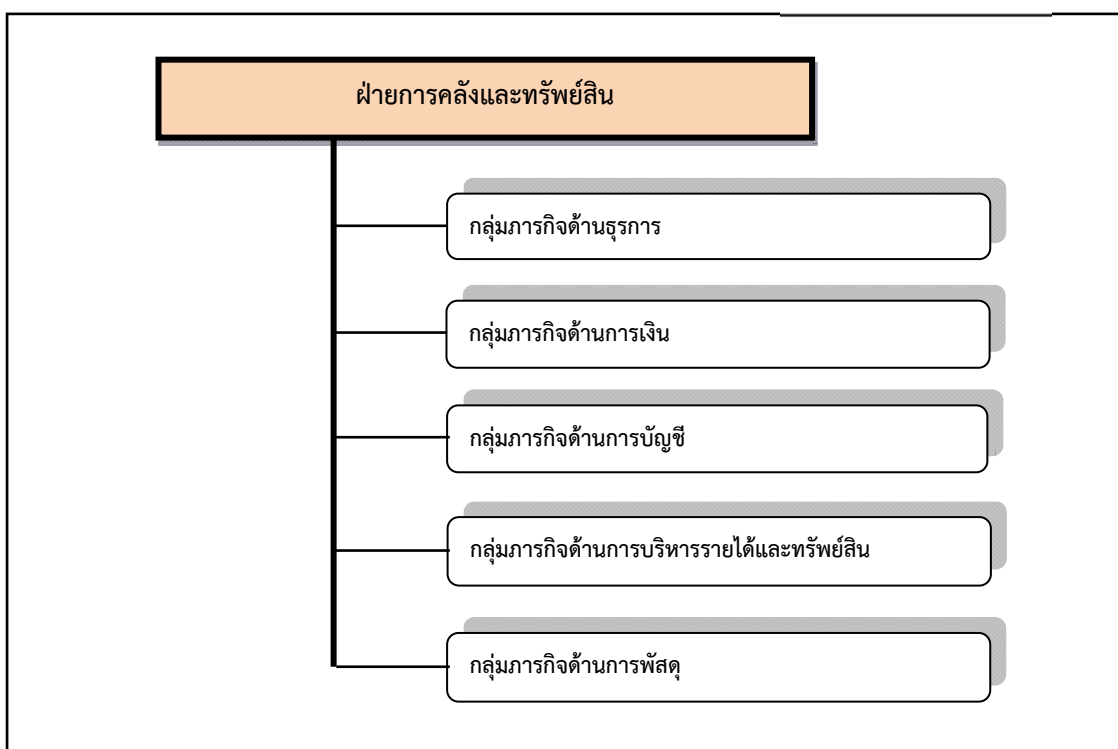 ฝ่ายการคลังและทรัพย์สิน
กลุ่มภารกิจด้านธุรการ
กลุ่มภารกิจด้านการเงิน
กลุ่มภารกิจด้านการบัญชี
กลุ่มภารกิจด้านการบริหารรายได้และทรัพย์สิน
กลุ่มภารกิจด้านการพัสดุ